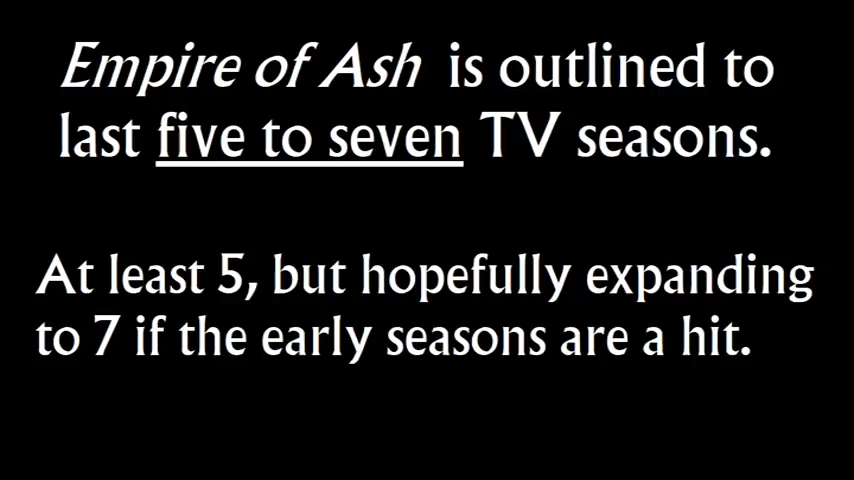 Empire of Ash is outlined to
last five to seven TV seasons.
At least 5, but hopefully expanding
to 7 if the early seasons are a hit.